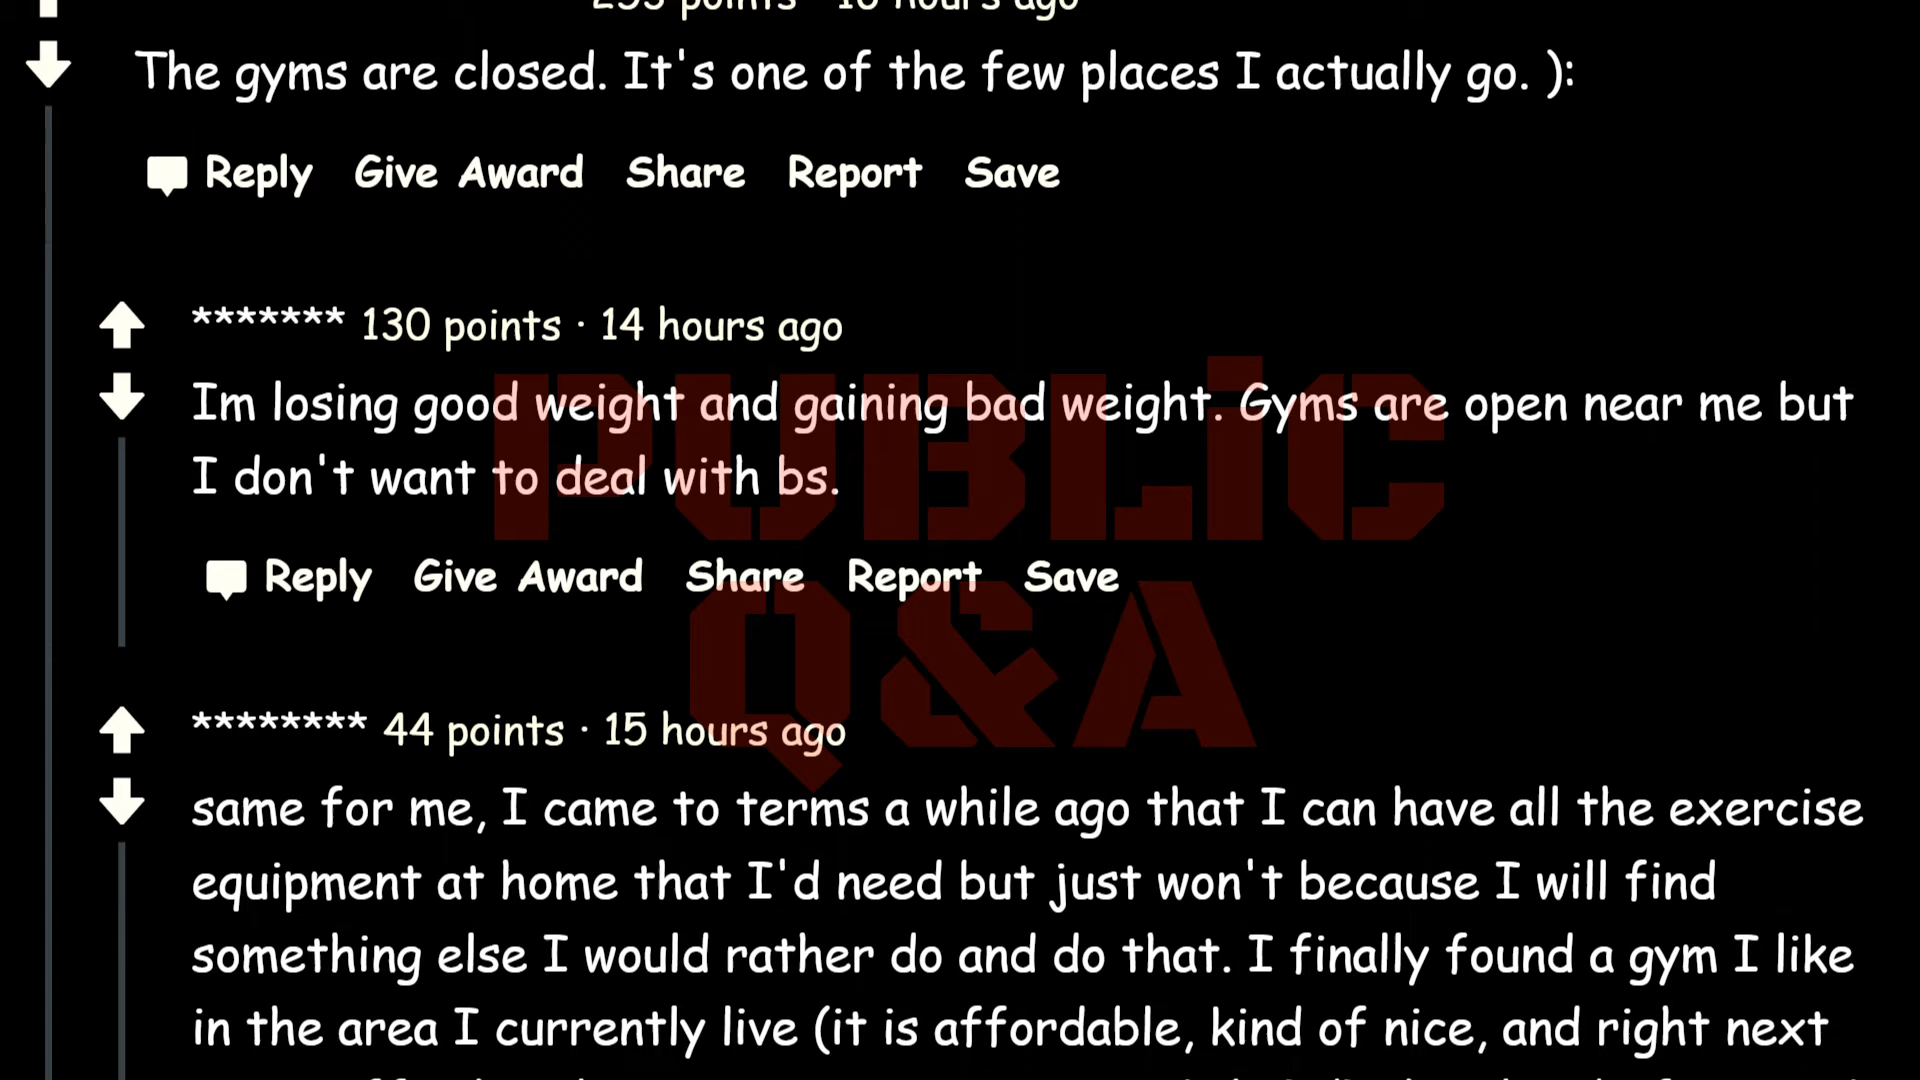 255 points · 16 hours ago
The gyms are closed. It's one of the few places I actually go. ):
Reply Give Award Share Report Save
******* 130 points · 14 hours ago
Im losing good weight and gaining bad weight. Gyms are open near me but
I don't want to deal with bs.
Reply Give Award Share Report Save
******** 44 points · 15 hours ago
same for me, I came to terms a while ago that I can have all the exercise
equipment at home that I'd need but just won't because I will find
something else I would rather do and do that. I finally found a gym I like
in the area I currently live (it is affordable, kind of nice, and right next
PUBLiC
Q&A